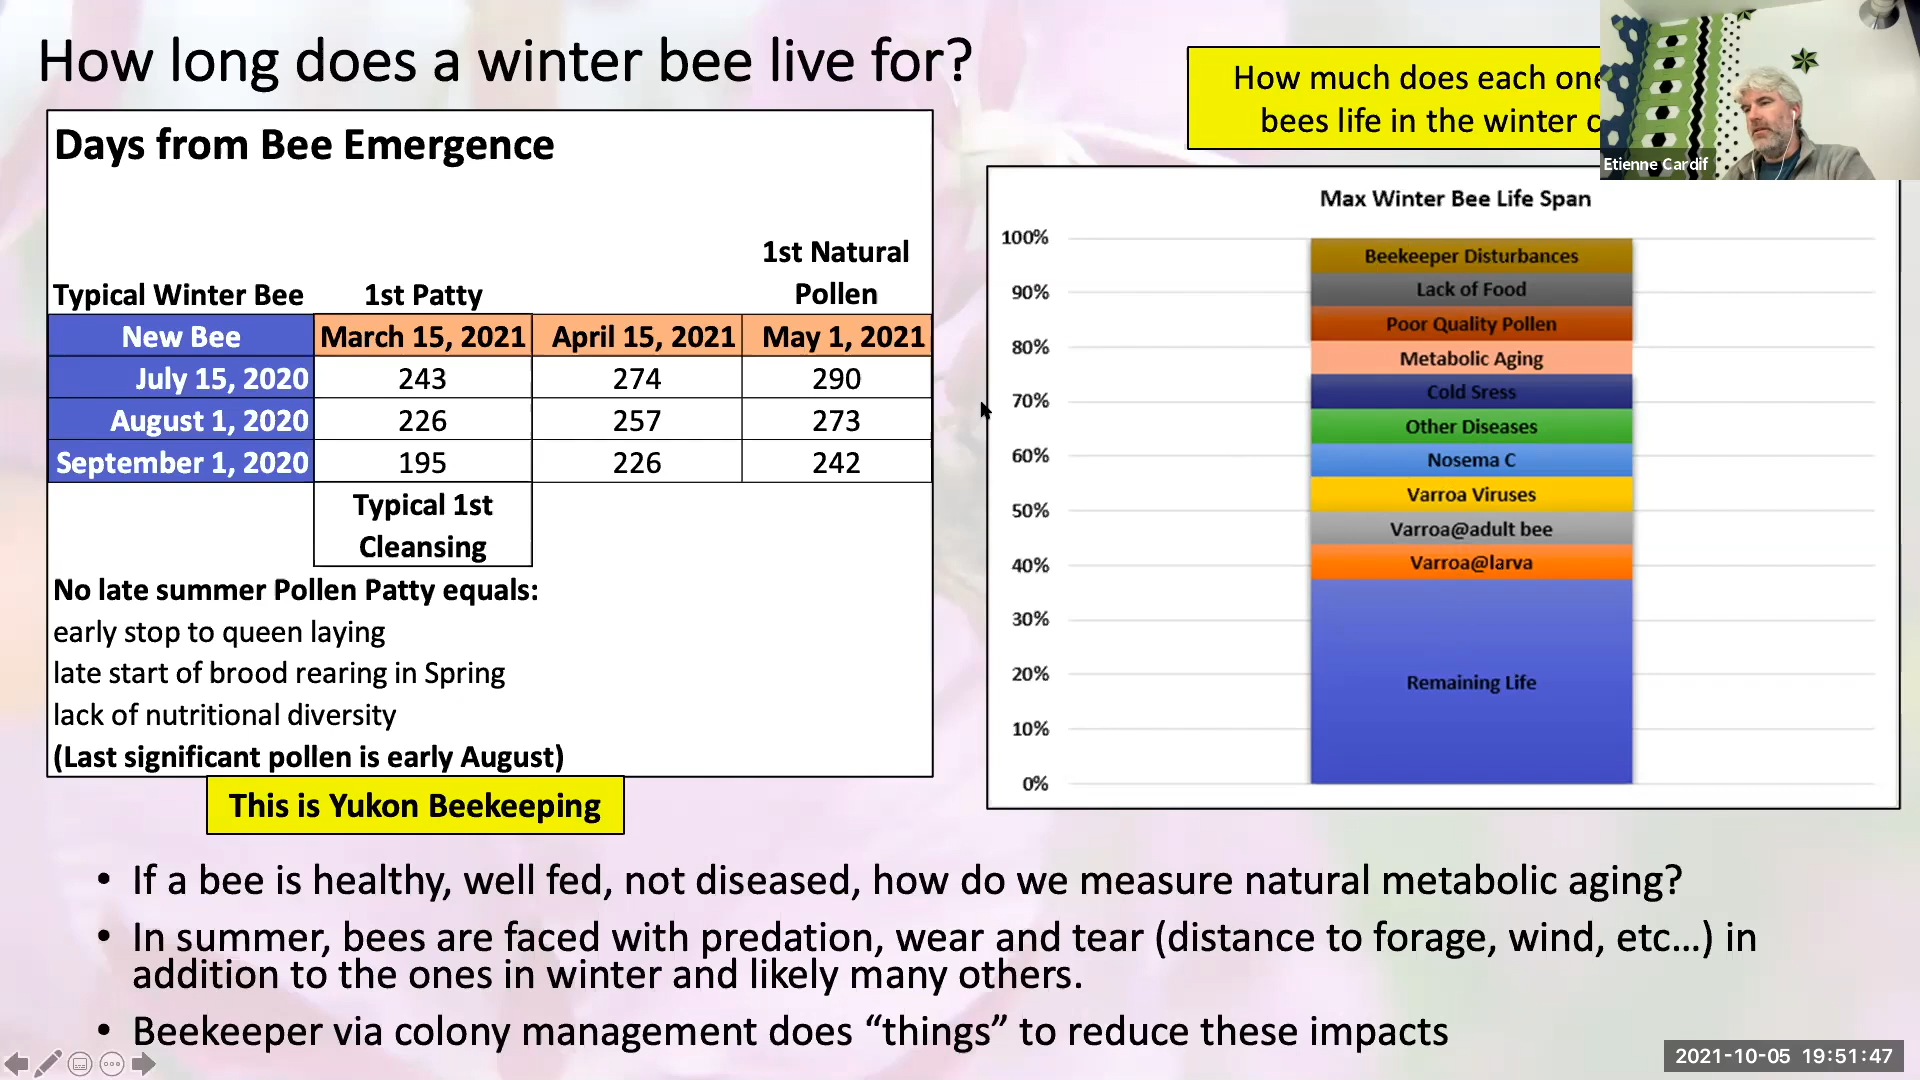 How long does a winter bee live for?
How much does each one
bees life in the winter
Etienne Cardif
Days from Bee Emergence
1st Natural
Typical Winter Bee 1st Patty Pollen
New Bee March 15, 2021 April 15, 2021 May 1, 2021
July 15, 2020 243 274 290
August 1, 2020 226 257 273
September 1, 2020 195 226 242
Typical 1st
Cleansing
No late summer Pollen Patty equals:
early stop to queen laying
late start of brood rearing in Spring
lack of nutritional diversity
(Last significant pollen is early August)
This is Yukon Beekeeping
Max Winter Bee Life Span
100%
90%
80%
70%
60%
50%
40%
30%
20%
10%
0%
Beekeeper Disturbances
Lack of Food
Poor Quality Pollen
Metabolic Aging
Cold Sress
Other Diseases
Nosema C
Varroa Viruses
Varroa@adult bee
Varroa@larva
Remaining Life
• If a bee is healthy, well fed, not diseased, how do we measure natural metabolic aging?
• In summer, bees are faced with predation, wear and tear (distance to forage, wind, etc…) in
addition to the ones in winter and likely many others.
• Beekeeper via colony management does “things” to reduce these impacts
2021-10-05 19:51:47